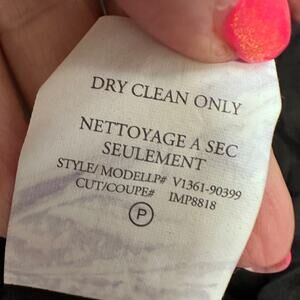 DRY CLEAN ONLY
NETTOYAGE A SEC
SEULEMENT
STYLE/ MODELLP# V1361-90399
CUT/COUPE# IMP8818
P